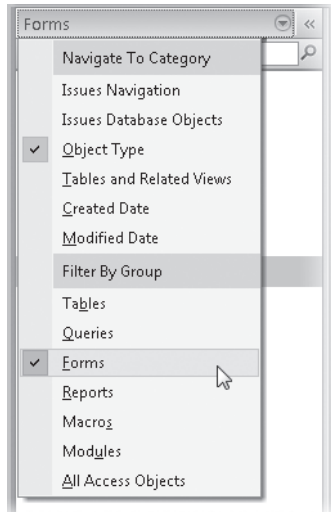 Forms
Navigate To Category
Issues Navigation
Issues Database Objects
Object Type
Tables and Related Views
Created Date
Modified Date
Filter By Group
Tables
Queries
Forms
Reports
Macros
Modules
All Access Objects